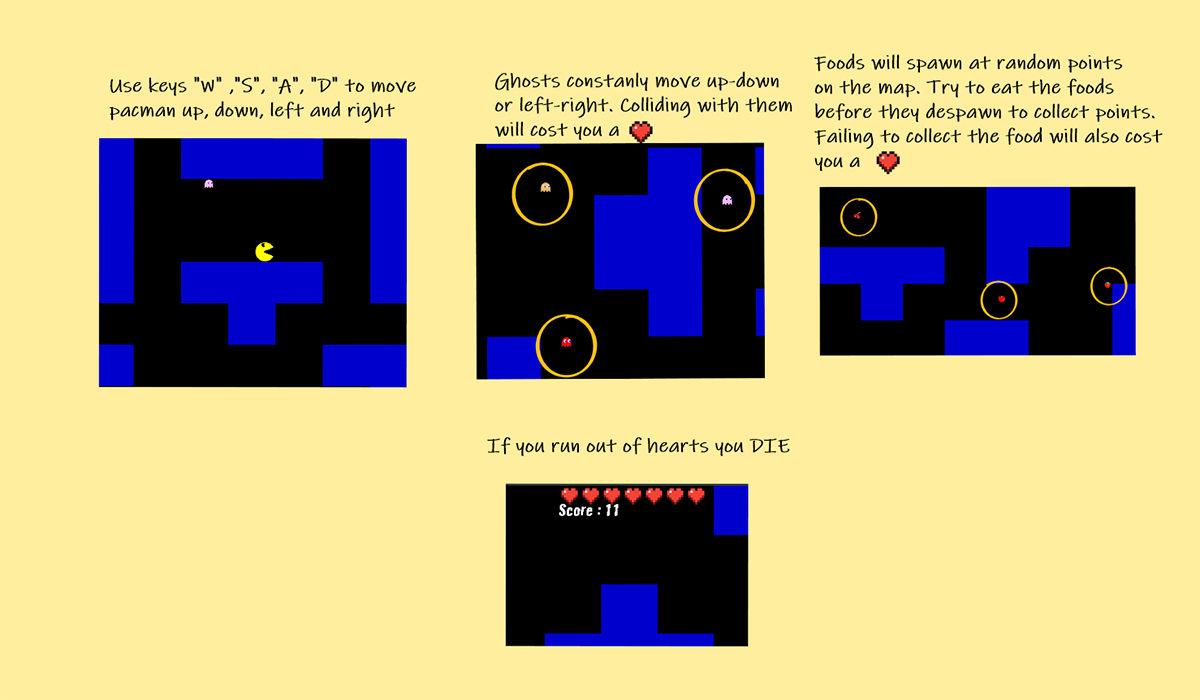 Use keys "W" ,"S", "A", "D" to move
pacman up, down, left and right
Ghosts constanly move up-down
or left-right. Colliding with them
will cost you a
Foods will spawn at random points
on the map. Try to eat the foods
before they despawn to collect points.
Failing to collect the food will also cost
you a
If you run out of hearts you DIE
Score : 11